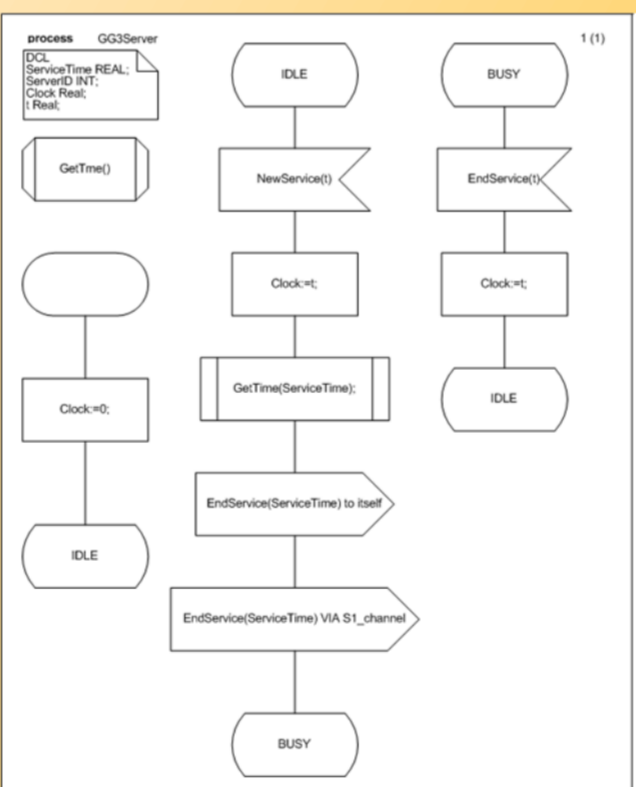 process GG3Server
1 (1)
DCL
ServiceTime REAL;
ServerID INT;
Clock Real;
t Real;
GetTme()
Clock:=0;
IDLE
IDLE
NewService(t)
Clock:=t;
GetTime(ServiceTime);
EndService(ServiceTime) to itself
EndService(ServiceTime) VIA S1_channel
BUSY
BUSY
EndService(t)
Clock:=t;
IDLE